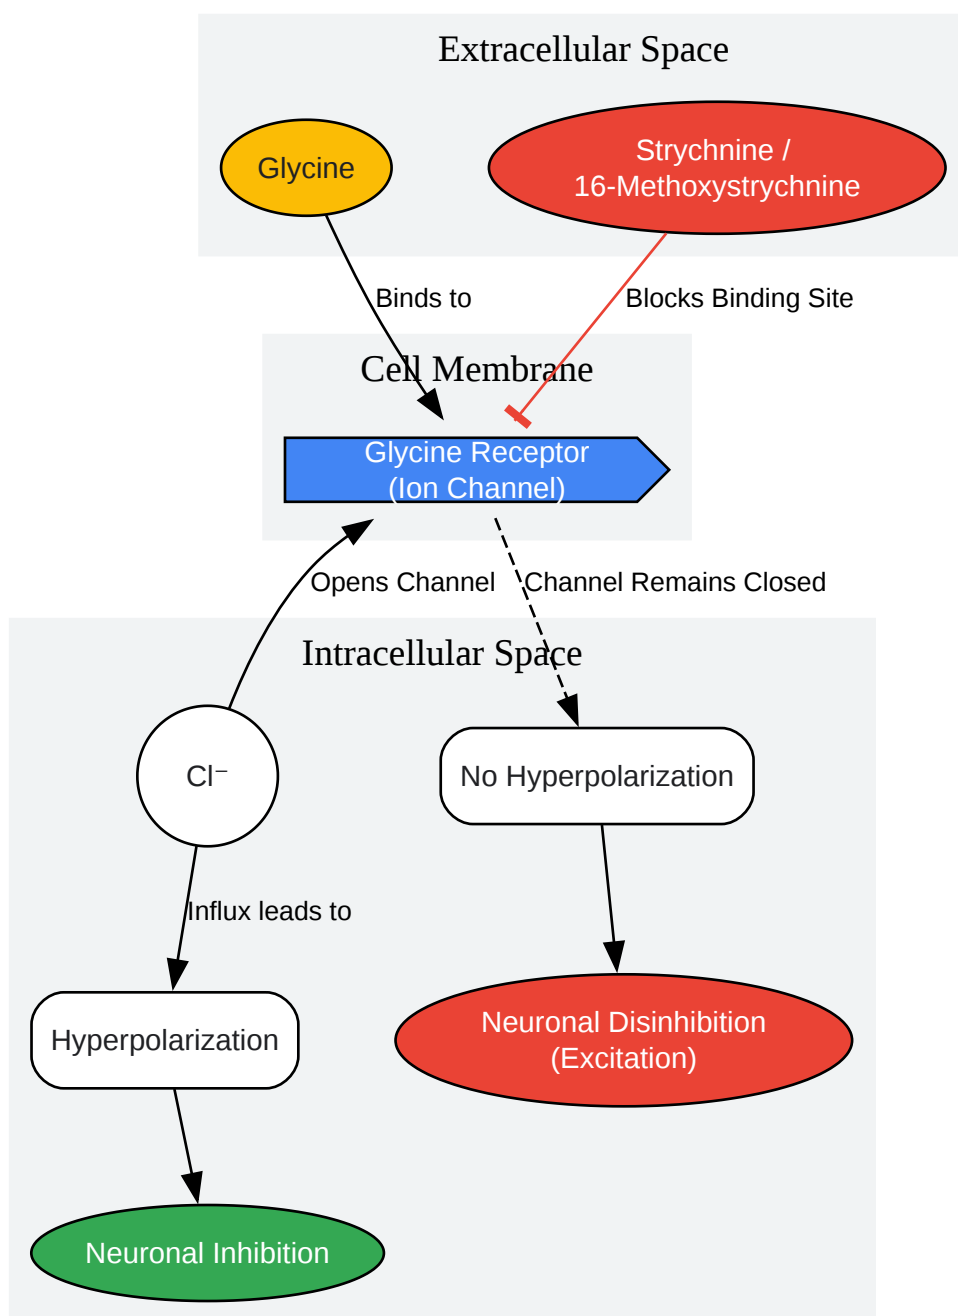 Extracellular Space
Glycine
Strychnine /
16-Methoxystrychnine
Binds to
Blocks Binding Site
Cell Membrane
Glycine Receptor
(Ion Channel)
Opens Channel
Channel Remains Closed
Intracellular Space
Cl⁻
No Hyperpolarization
Influx leads to
Hyperpolarization
Neuronal Disinhibition
(Excitation)
Neuronal Inhibition